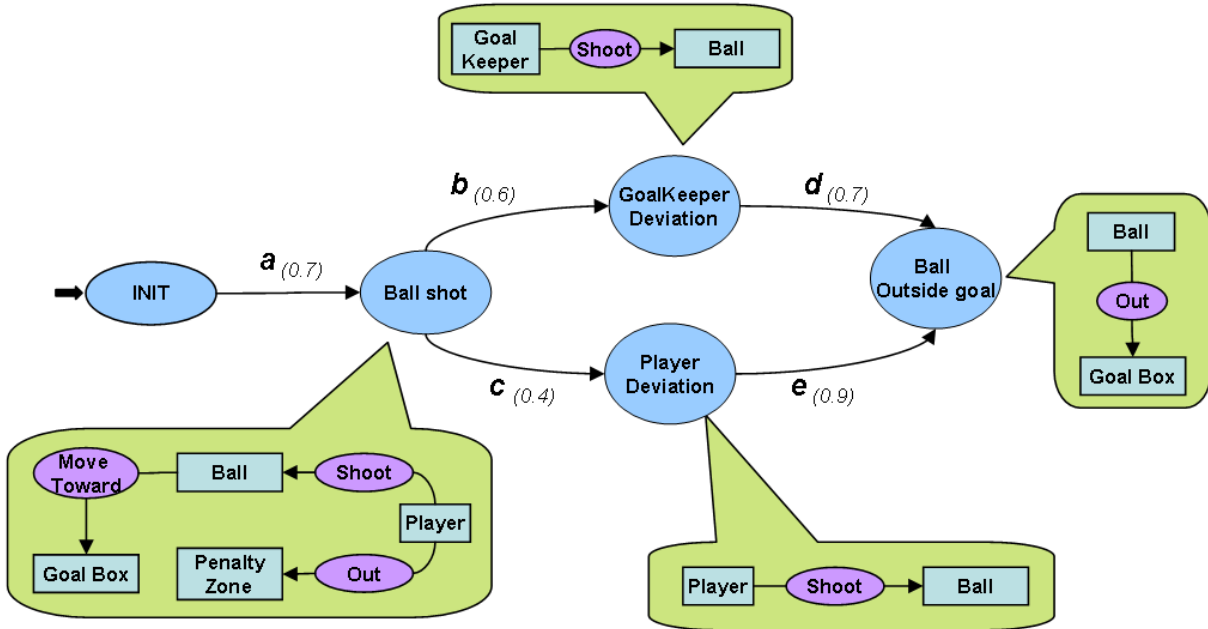 Goal
Keeper
Shoot
Ball
b (0.6)
GoalKeeper
Deviation
d (0.7)
Ball
Out
Goal Box
a (0.7)
INIT
Ball shot
Ball
Outside goal
c (0.4)
Player
Deviation
e (0.9)
Move
Toward
Ball
Shoot
Player
Goal Box
Penalty
Zone
Out
Player
Shoot
Ball